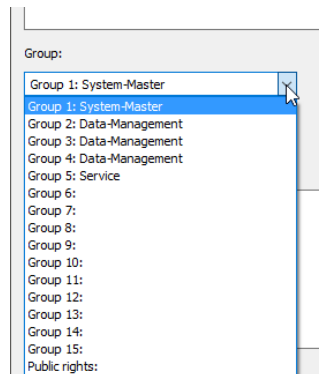 Group:
Group 1: System-Master
Group 1: System-Master
Group 2: Data-Management
Group 3: Data-Management
Group 4: Data-Management
Group 5: Service
Group 6:
Group 7:
Group 8:
Group 9:
Group 10:
Group 11:
Group 12:
Group 13:
Group 14:
Group 15:
Public rights: